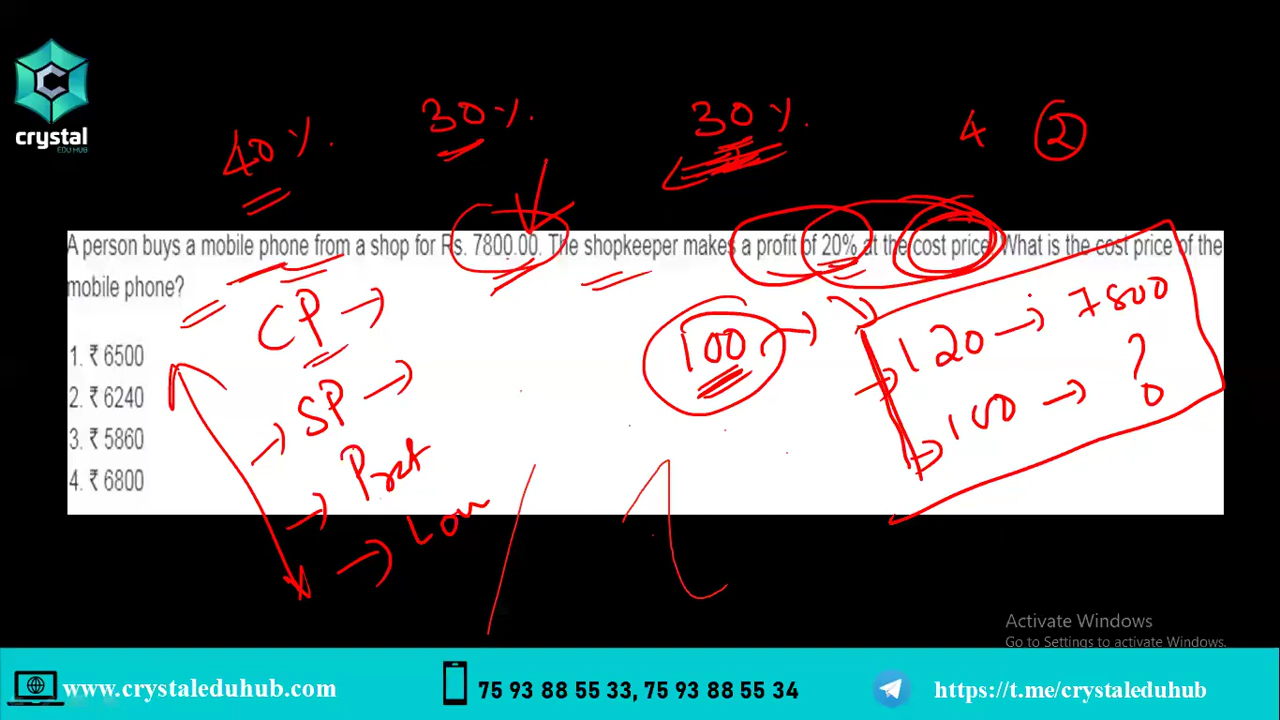 crystal
EDU HUB
40%.
30%.
30%.
4 2
A person buys a mobile phone from a shop for Rs. 7800.00. The shopkeeper makes a profit of 20% at the cost price. What is the cost price of the
mobile phone?
CP →
100 →
120 → 7800
1. ₹ 6500
SP →
100 → ?
2. ₹ 6240
3. ₹ 5860
4. ₹ 6800
Activate Windows
Go to Settings to activate Windows.
www.crystaleduhub.com
75 93 88 55 33, 75 93 88 55 34
https://t.me/crystaleduhub